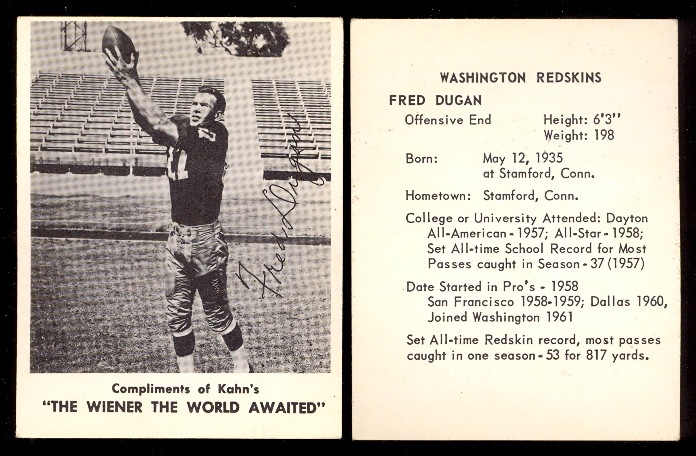 Fred Dugan
Compliments of Kahn's
"THE WIENER THE WORLD AWAITED"
WASHINGTON REDSKINS
FRED DUGAN
Offensive End
Height: 6'3"
Weight: 198
Born: May 12, 1935
at Stamford, Conn.
Hometown: Stamford, Conn.
College or University Attended: Dayton
All-American - 1957; All-Star - 1958;
Set All-time School Record for Most
Passes caught in Season - 37 (1957)
Date Started in Pro's - 1958
San Francisco 1958-1959; Dallas 1960,
Joined Washington 1961
Set All-time Redskin record, most passes
caught in one season - 53 for 817 yards.